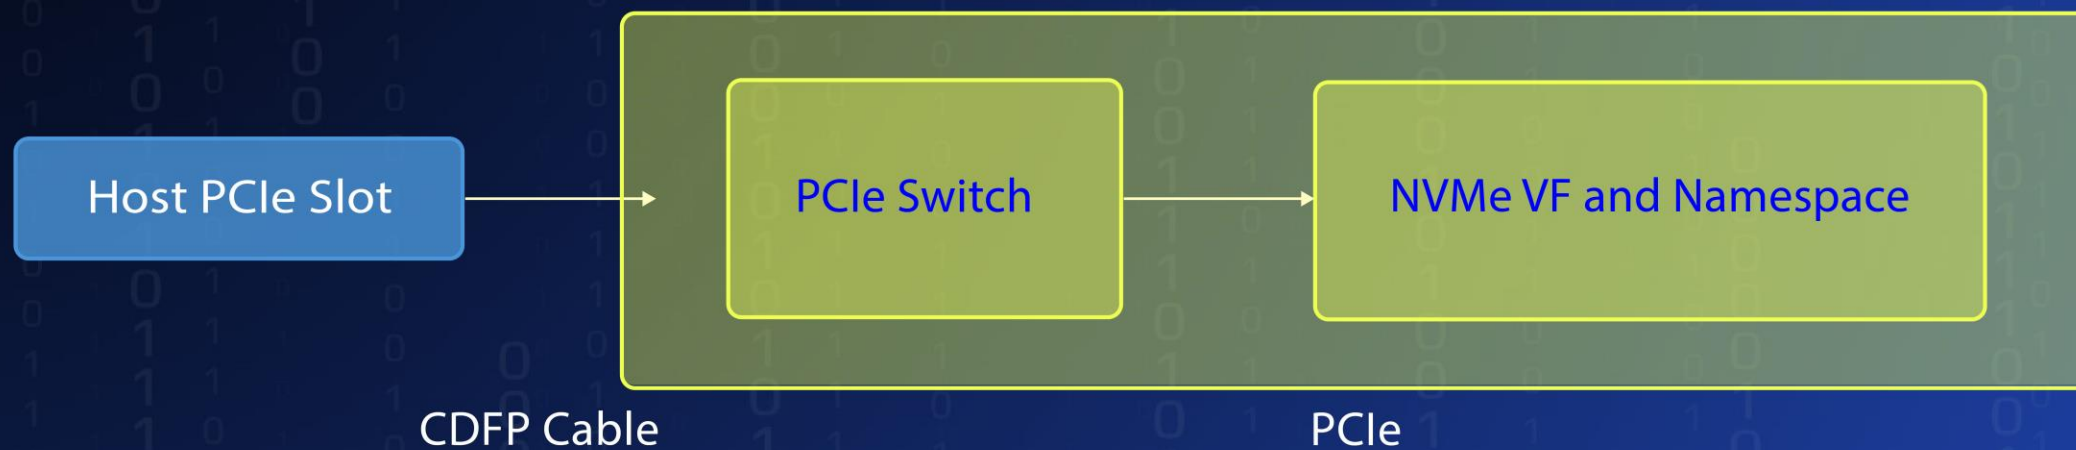 Host PCIe Slot
PCIe Switch
NVMe VF and Namespace
CDFP Cable
PCIe